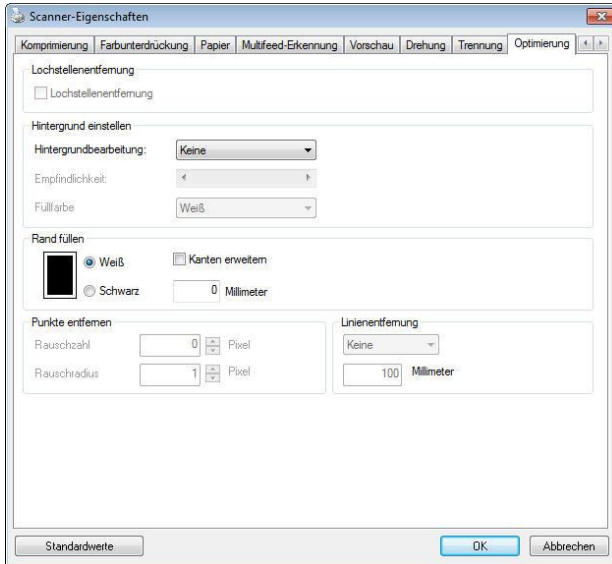 Scanner-Eigenschaften
Komprimierung Farbunterdrückung Papier Multifeed-Erkennung Vorschau Drehung Trennung Optimierung
Lochstellenentfernung
Lochstellenentfernung
Hintergrund einstellen
Hintergrundbearbeitung: Keine
Empfindlichkeit:
Füllfarbe Weiß
Rand füllen
Weiß Kanten erweitern
Schwarz 0 Millimeter
Punkte entfernen Linienentfernung
Rauschzahl 0 Pixel Keine
Rauschradius 1 Pixel 100 Millimeter
Standardwerte OK Abbrechen